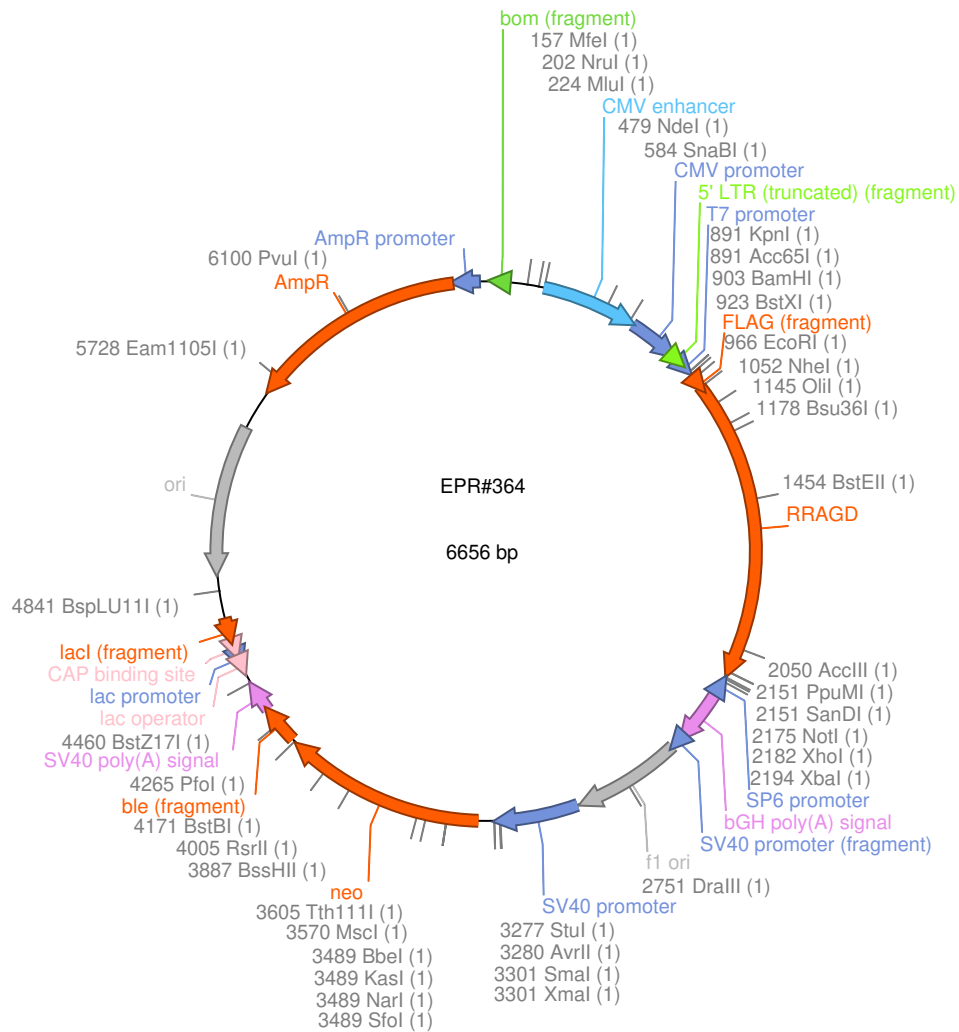 bom (fragment)
157 MfeI (1)
202 NruI (1)
224 MluI (1)
CMV enhancer
479 NdeI (1)
584 SnaBI (1)
CMV promoter
5' LTR (truncated) (fragment)
T7 promoter
891 KpnI (1)
891 Acc65I (1)
903 BamHI (1)
923 BstXI (1)
FLAG (fragment)
966 EcoRI (1)
1052 NheI (1)
1145 OliI (1)
1178 Bsu36I (1)
1454 BstEII (1)
RRAGD
2050 AccIII (1)
2151 PpuMI (1)
2151 SanDI (1)
2175 NotI (1)
2182 XhoI (1)
2194 XbaI (1)
SP6 promoter
bGH poly(A) signal
SV40 promoter (fragment)
f1 ori
2751 DraIII (1)
SV40 promoter
3277 StuI (1)
3280 AvrII (1)
3301 SmaI (1)
3301 XmaI (1)
3489 SfoI (1)
3489 NarI (1)
3489 KasI (1)
3489 BbeI (1)
3570 MscI (1)
3605 Tth111I (1)
neo
3887 BssHII (1)
4005 RsrII (1)
4171 BstBI (1)
ble (fragment)
4265 PfoI (1)
SV40 poly(A) signal
4460 BstZ17I (1)
lac operator
lac promoter
CAP binding site
lacI (fragment)
4841 BspLU11I (1)
ori
5728 Eam1105I (1)
AmpR
6100 PvuI (1)
AmpR promoter
EPR#364
6656 bp